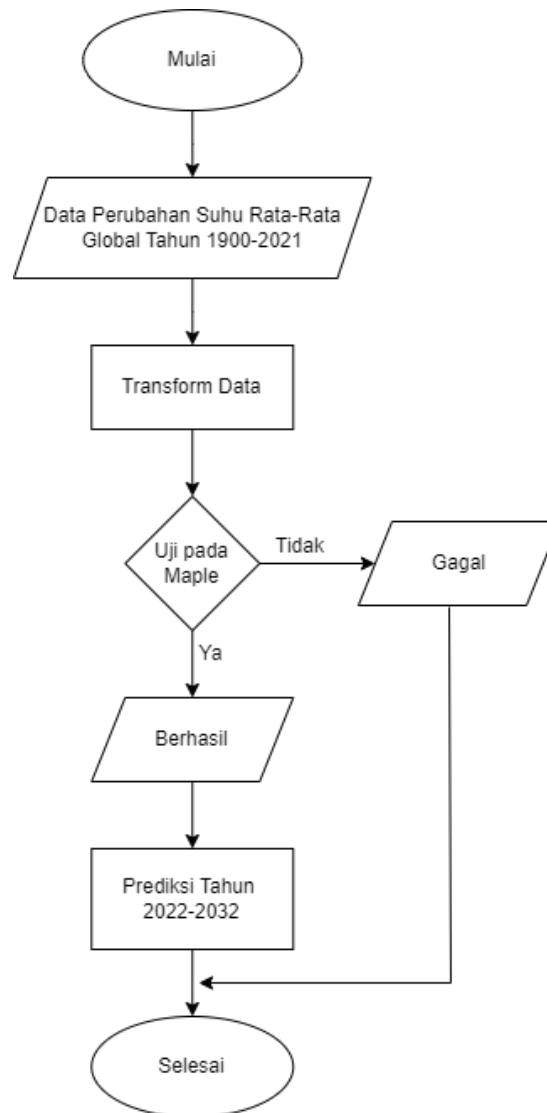 Mulai
Data Perubahan Suhu Rata-Rata
Global Tahun 1900-2021
Transform Data
Uji pada
Maple
Tidak
Gagal
Ya
Berhasil
Prediksi Tahun
2022-2032
Selesai